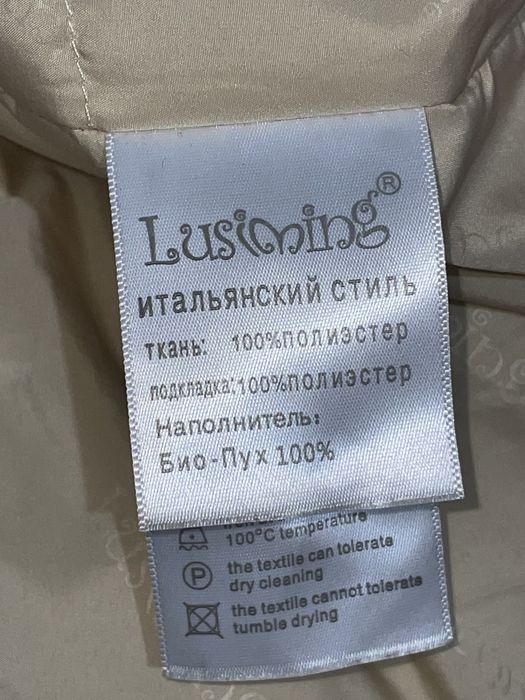 Lusiming®
итальянский стиль
ткань: 100%полиэстер
подкладка:100%полиэстер
Наполнитель:
Био-Пух 100%
100°C temperature
P the textile can tolerate
dry cleaning
the textile cannot tolerate
tumble drying